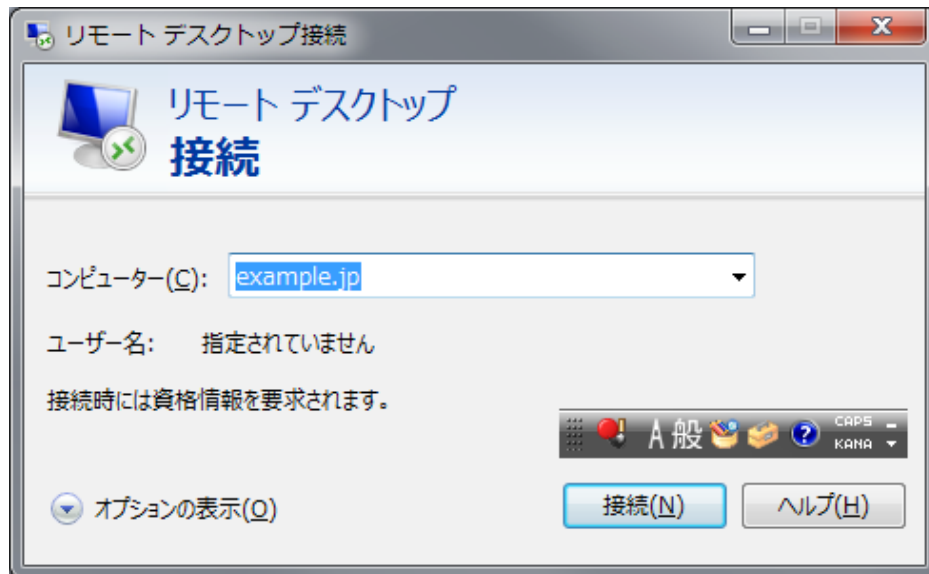 リモート デスクトップ接続
リモート デスクトップ
接続
コンピューター(C): example.jp
ユーザー名: 指定されていません
接続時には資格情報を要求されます。
A 般 CAPS
KANA
オプションの表示(O) 接続(N) ヘルプ(H)